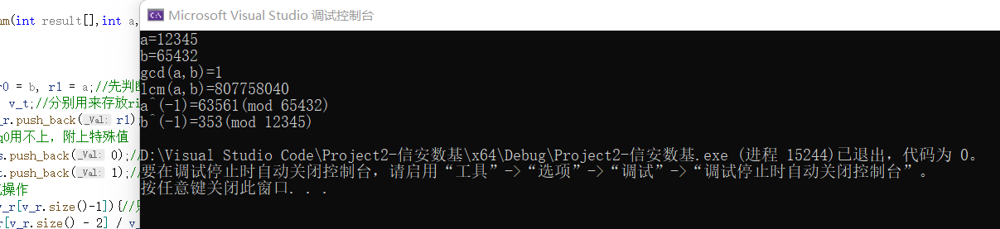 Microsoft Visual Studio 调试控制台
nm(int result[],int a,
a=12345
b=65432
gcd(a,b)=1
lcm(a,b)=807758040
a^(-1)=63561(mod 65432)
b^(-1)=353(mod 12345)
r0 = b, r1 = a;//先判
v_t;//分别用来存放ri
_r.push_back(_Val: r1)
q0用不上，附上特殊值
s.push_back(_Val: 0);//
t.push_back(_Val: 1);//
操作
v_r[v_r.size()-1]){//
r[v_r.size() - 2] / v_
D:\Visual Studio Code\Project2-信安数基\x64\Debug\Project2-信安数基.exe (进程 15244)已退出，代码为 0。
要在调试停止时自动关闭控制台，请启用“工具”->“选项”->“调试”->“调试停止时自动关闭控制台”。
按任意键关闭此窗口. . .